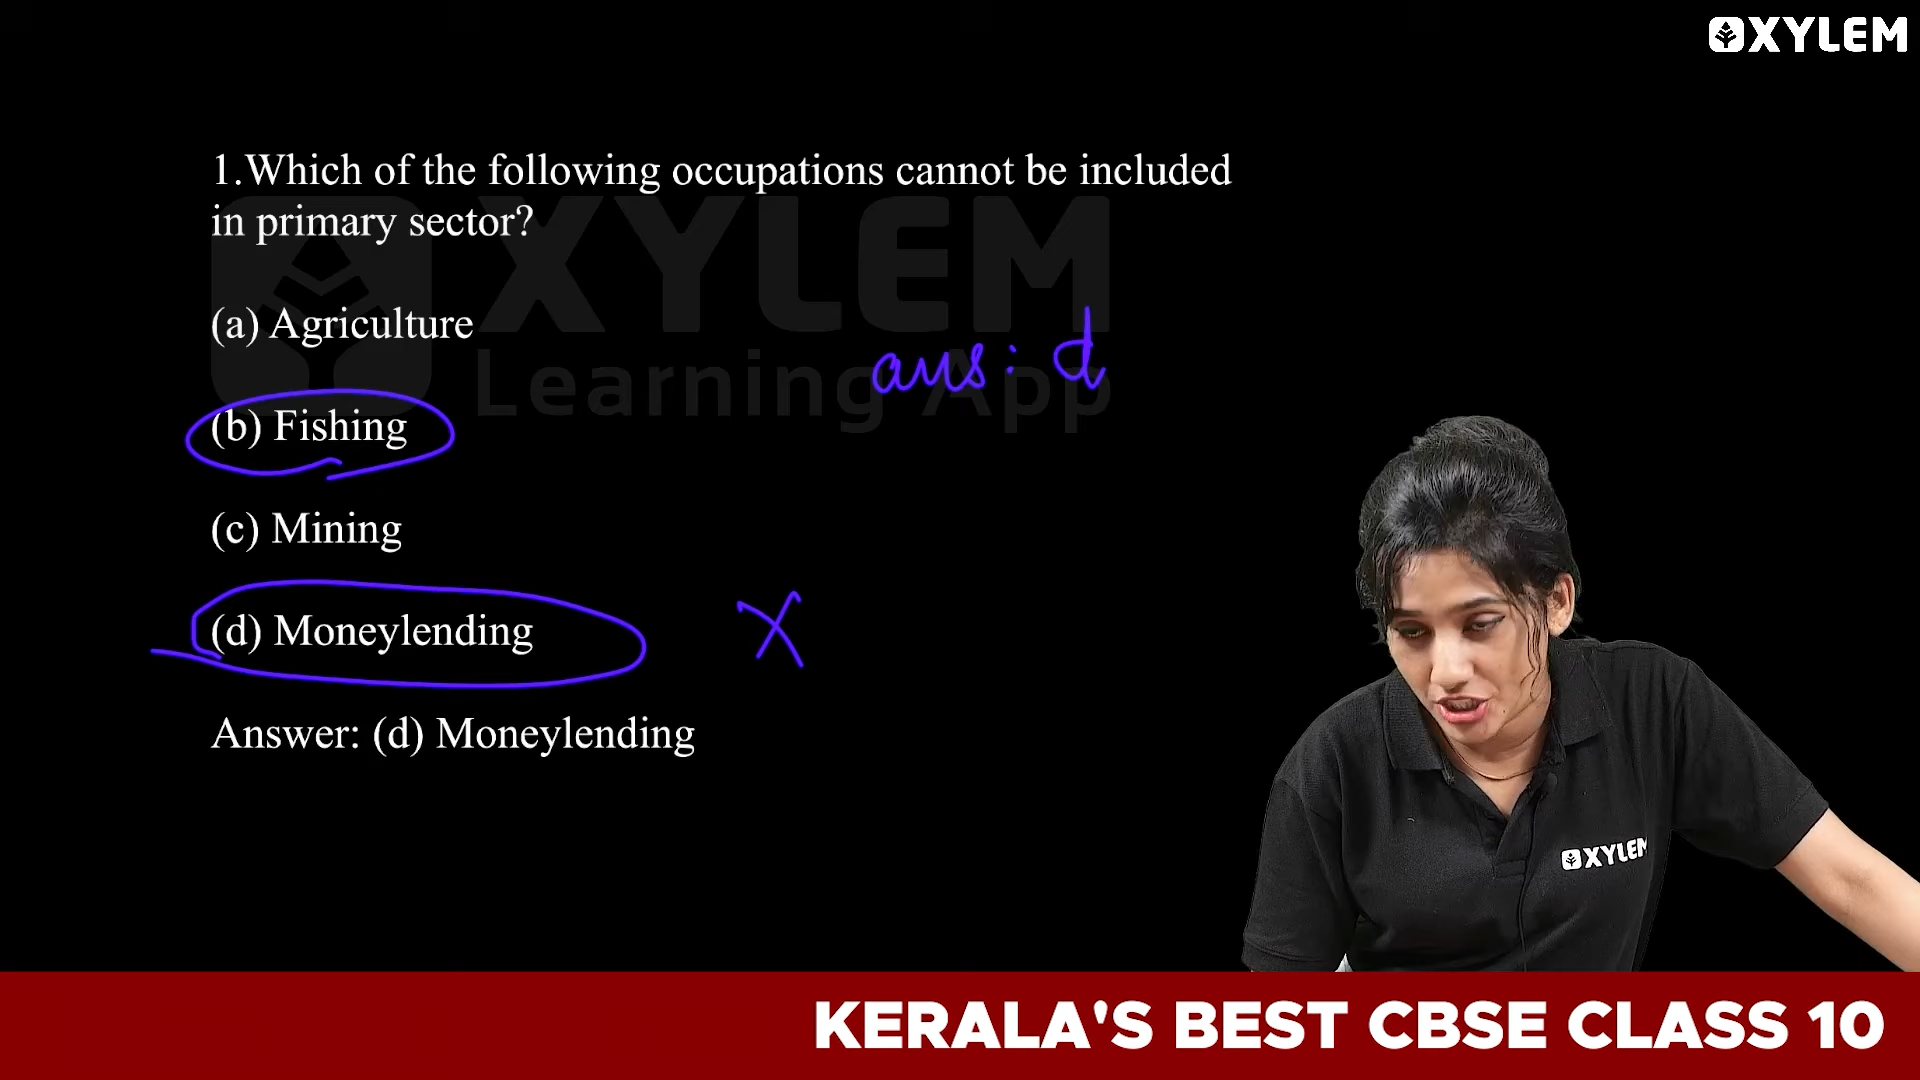 XYLEM
1.Which of the following occupations cannot be included
in primary sector?
XYLEM
Learning App
(a) Agriculture
ans: d
(b) Fishing
(c) Mining
(d) Moneylending
X
Answer: (d) Moneylending
XYLEM
KERALA'S BEST CBSE CLASS 10